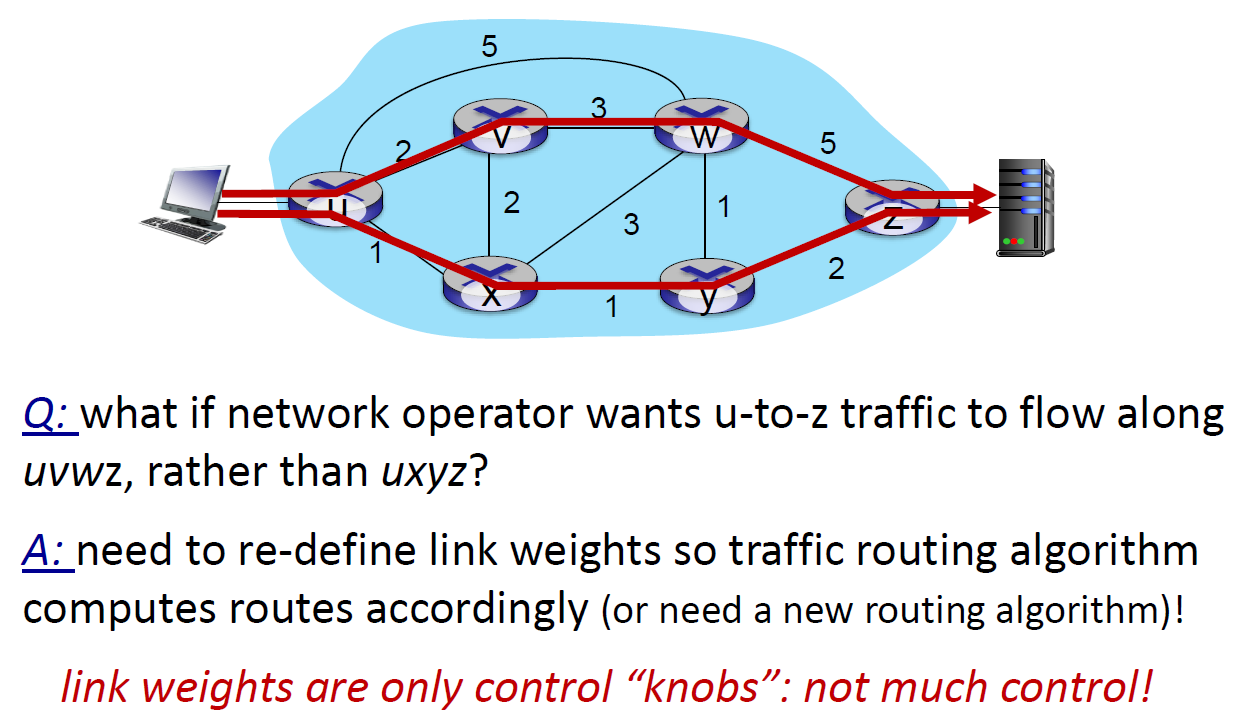 5
3
v
w
2
5
u
2
1
z
3
1
2
x
y
1
Q: what if network operator wants u-to-z traffic to flow along
uvwz, rather than uxyz?
A: need to re-define link weights so traffic routing algorithm
computes routes accordingly (or need a new routing algorithm)!
link weights are only control “knobs”: not much control!